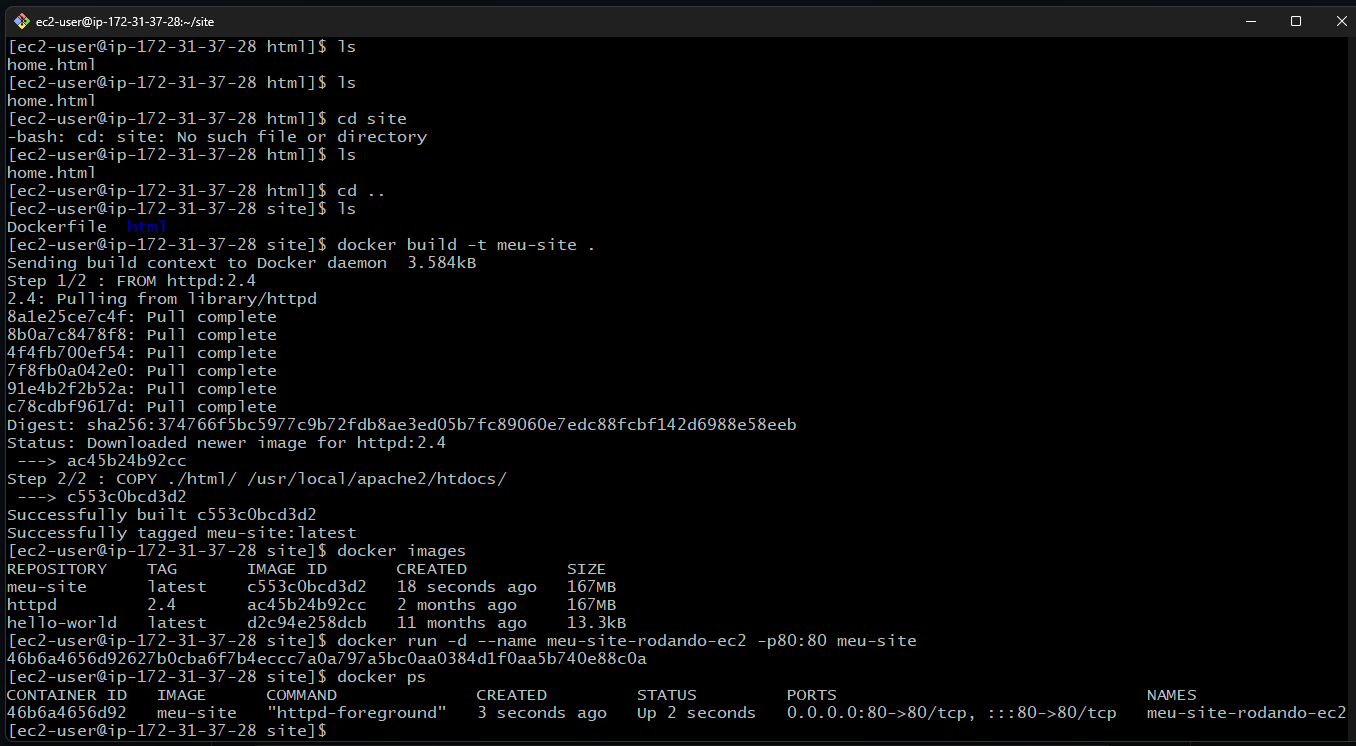 ec2-user@ip-172-31-37-28:~/site
[ec2-user@ip-172-31-37-28 html]$ ls
home.html
[ec2-user@ip-172-31-37-28 html]$ ls
home.html
[ec2-user@ip-172-31-37-28 html]$ cd site
-bash: cd: site: No such file or directory
[ec2-user@ip-172-31-37-28 html]$ ls
home.html
[ec2-user@ip-172-31-37-28 html]$ cd ..
[ec2-user@ip-172-31-37-28 site]$ ls
Dockerfile  html
[ec2-user@ip-172-31-37-28 site]$ docker build -t meu-site .
Sending build context to Docker daemon  3.584kB
Step 1/2 : FROM httpd:2.4
2.4: Pulling from library/httpd
8a1e25ce7c4f: Pull complete
8b0a7c8478f8: Pull complete
4f4fb700ef54: Pull complete
7f8fb0a042e0: Pull complete
91e4b2f2b52a: Pull complete
c78cdbf9617d: Pull complete
Digest: sha256:374766f5bc5977c9b72fdb8ae3ed05b7fc89060e7edc88fcbf142d6988e58eeb
Status: Downloaded newer image for httpd:2.4
 ---> ac45b24b92cc
Step 2/2 : COPY ./html/ /usr/local/apache2/htdocs/
 ---> c553c0bcd3d2
Successfully built c553c0bcd3d2
Successfully tagged meu-site:latest
[ec2-user@ip-172-31-37-28 site]$ docker images
REPOSITORY    TAG       IMAGE ID       CREATED          SIZE
meu-site      latest    c553c0bcd3d2   18 seconds ago   167MB
httpd         2.4       ac45b24b92cc   2 months ago     167MB
hello-world   latest    d2c94e258dcb   11 months ago    13.3kB
[ec2-user@ip-172-31-37-28 site]$ docker run -d --name meu-site-rodando-ec2 -p80:80 meu-site
46b6a4656d92627b0cba6f7b4eccc7a0a797a5bc0aa0384d1f0aa5b740e88c0a
[ec2-user@ip-172-31-37-28 site]$ docker ps
CONTAINER ID   IMAGE      COMMAND              CREATED         STATUS         PORTS                               NAMES
46b6a4656d92   meu-site   "httpd-foreground"   3 seconds ago   Up 2 seconds   0.0.0.0:80->80/tcp, :::80->80/tcp   meu-site-rodando-ec2
[ec2-user@ip-172-31-37-28 site]$